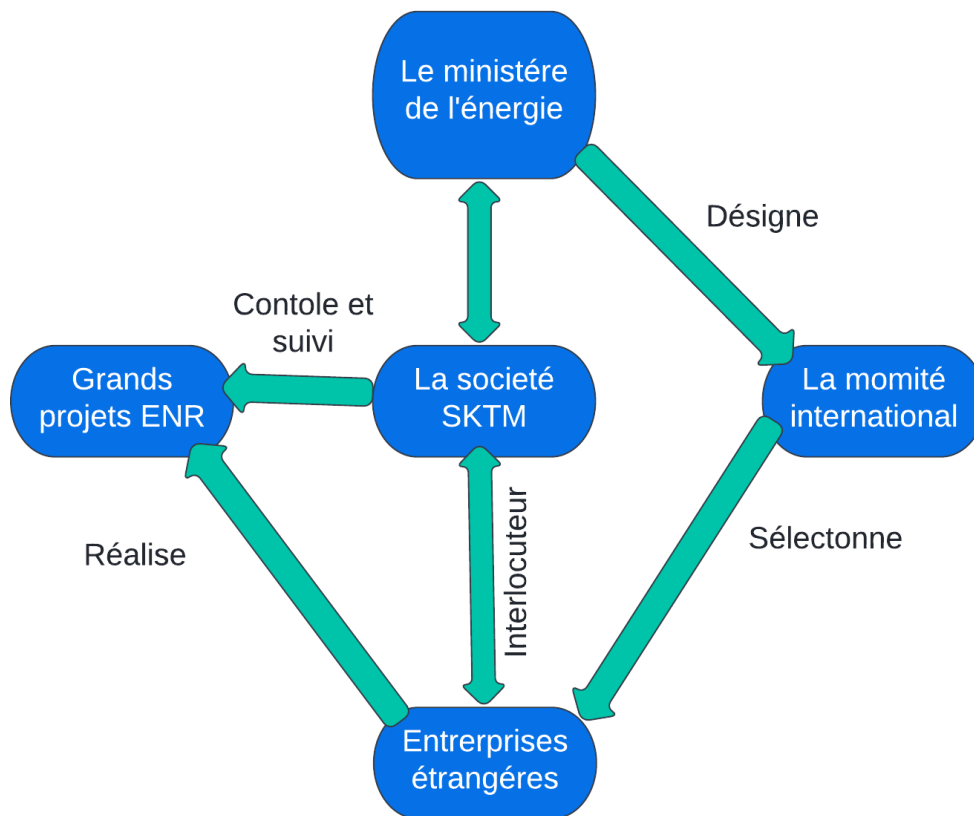 Le ministére
de l'énergie
Désigne
Contole et
suivi
Grands
projets ENR
La societé
SKTM
La momité
international
Interlocuteur
Réalise
Sélectonne
Entrerprises
étrangéres